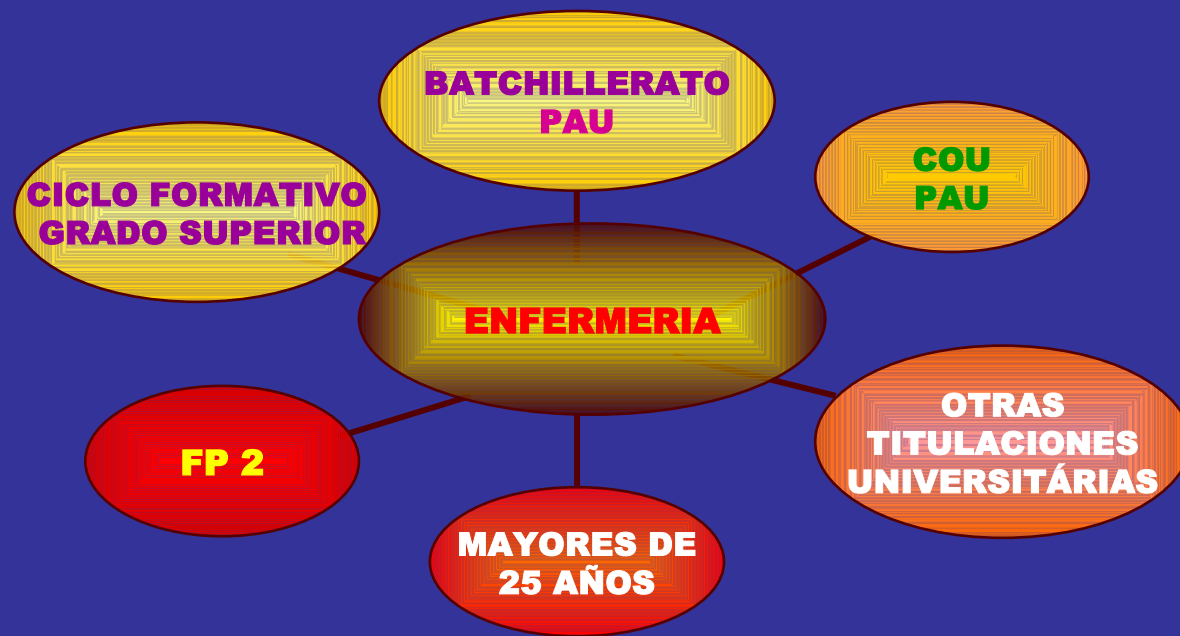 BATCHILLERATO
PAU
COU
PAU
CICLO FORMATIVO
GRADO SUPERIOR
ENFERMERIA
OTRAS
TITULACIONES
UNIVERSITÁRIAS
FP 2
MAYORES DE
25 AÑOS